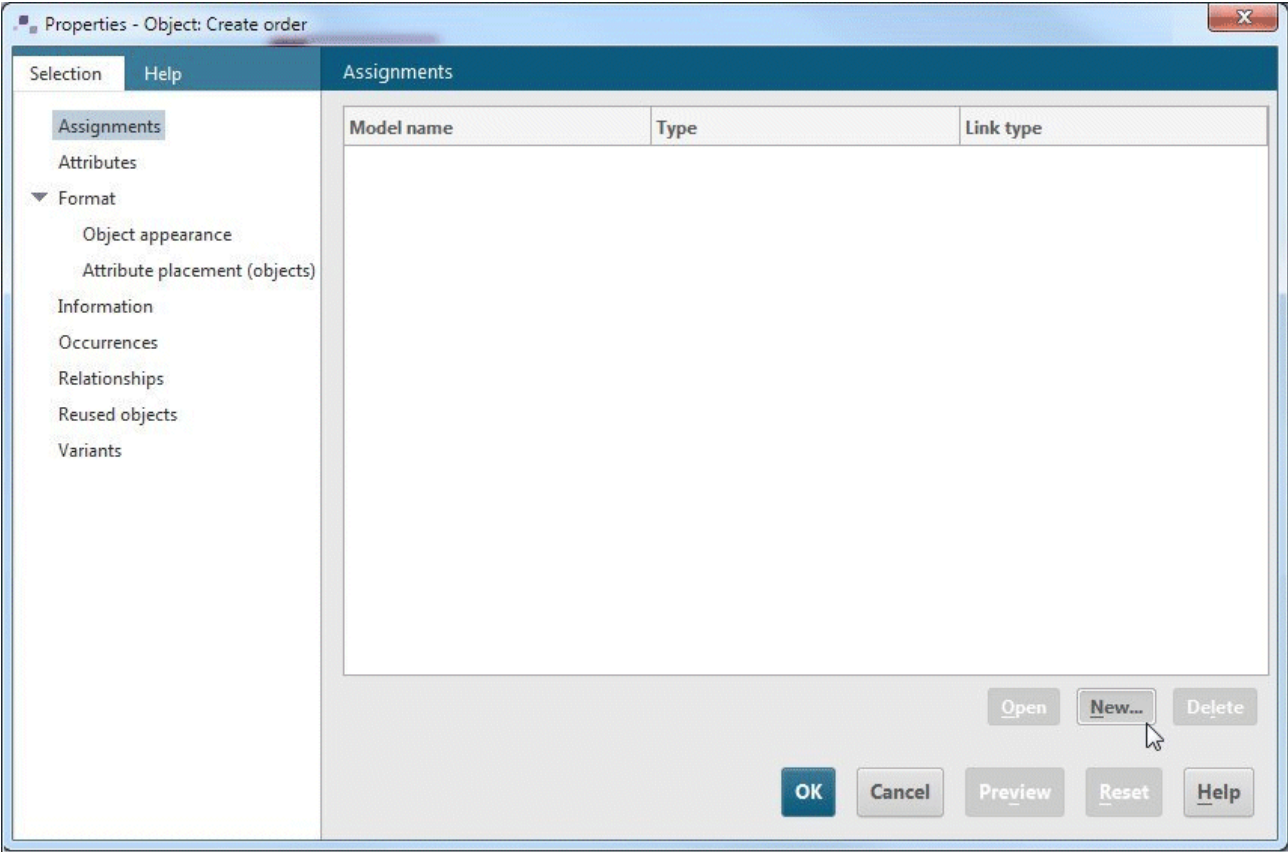 Properties - Object: Create order
X
Selection Help
Assignments
Assignments
Attributes
Format
Object appearance
Attribute placement (objects)
Information
Occurrences
Relationships
Reused objects
Variants
Model name Type Link type
Open New... Delete
OK Cancel Preview Reset Help